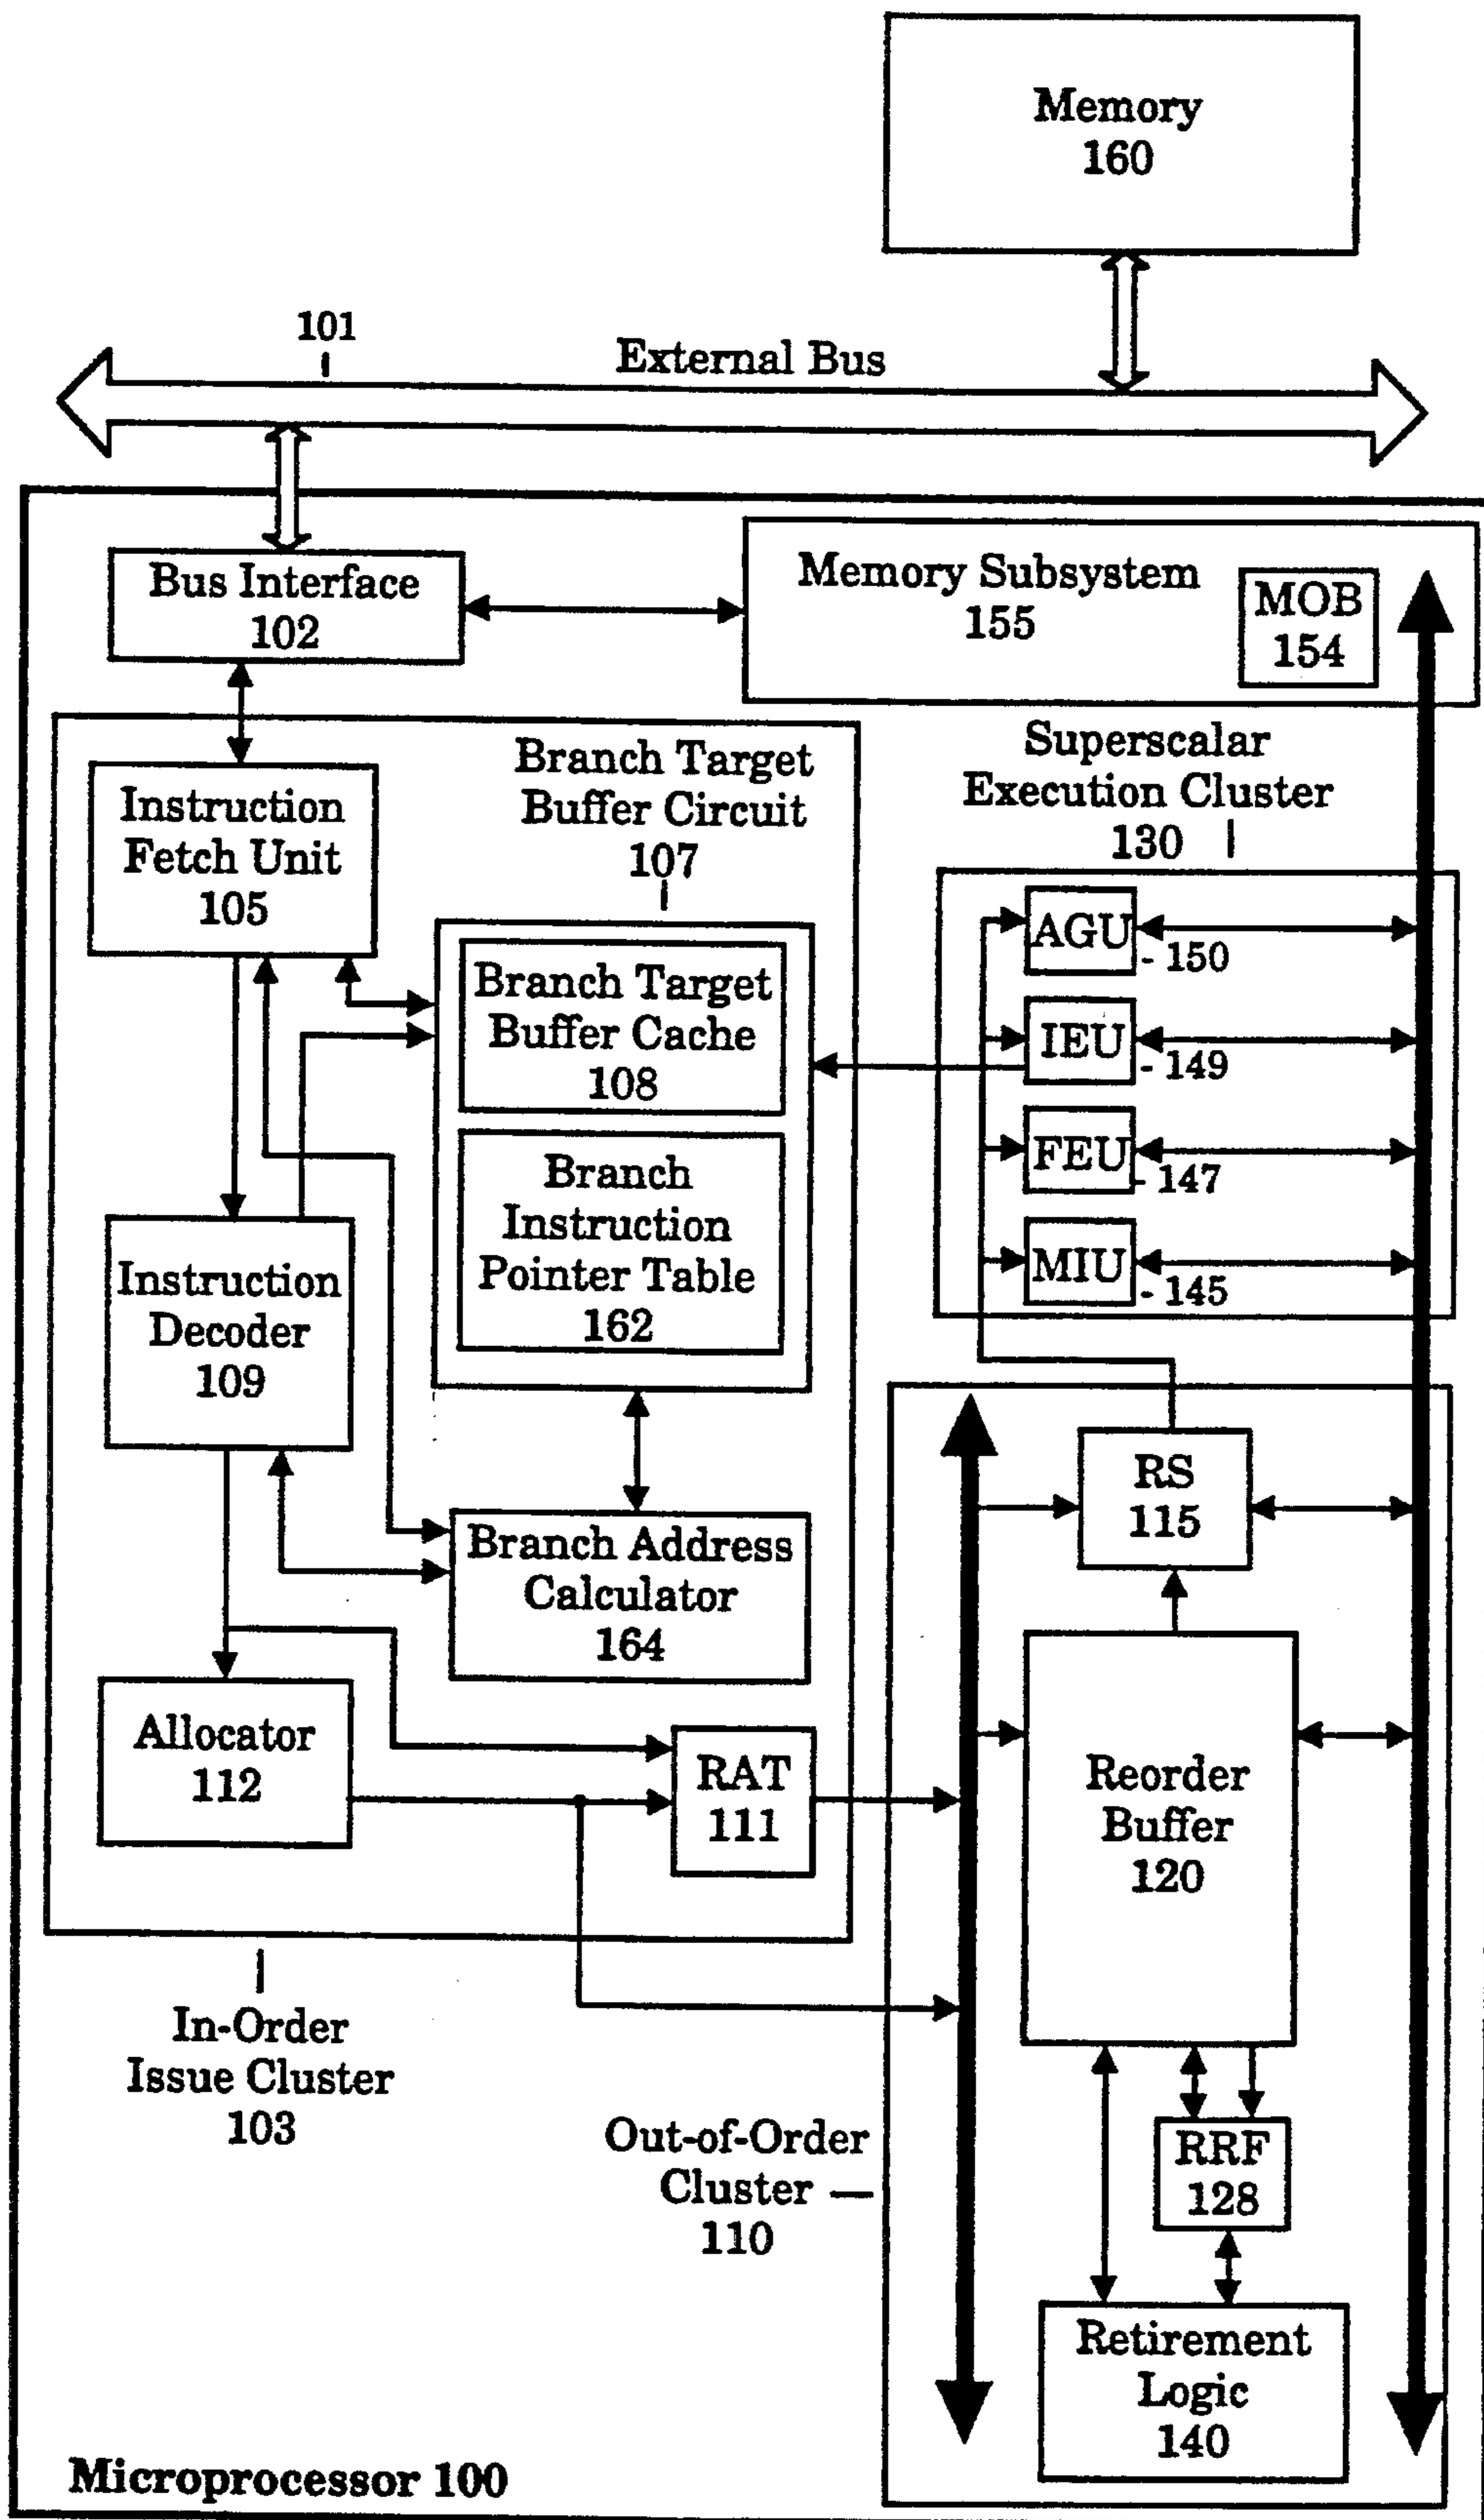 Memory
160
101
External Bus
Bus Interface
102
Memory Subsystem
155
MOB
154
Branch Target
Buffer Circuit
107
Superscalar
Execution Cluster
130
Instruction
Fetch Unit
105
Branch Target
Buffer Cache
108
Branch
Instruction
Pointer Table
162
AGU
- 150
IEU
- 149
FEU
- 147
MIU
- 145
Instruction
Decoder
109
Branch Address
Calculator
164
Allocator
112
RAT
111
RS
115
Reorder
Buffer
120
In-Order
Issue Cluster
103
Out-of-Order
Cluster
110
RRF
128
Retirement
Logic
140
Microprocessor 100